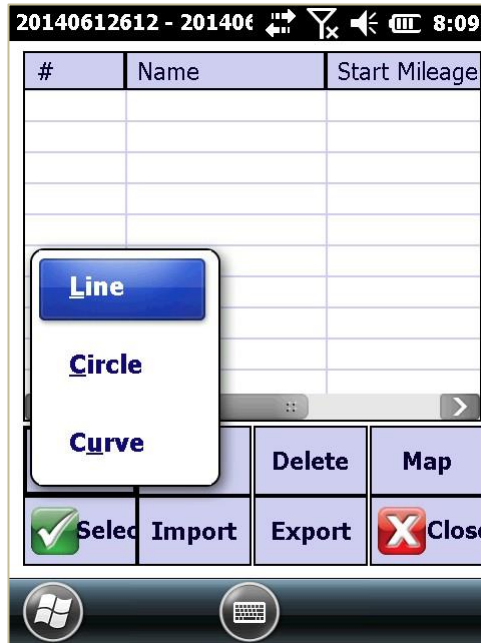 20140612612 - 201406 8:09
# Name Start Mileage
Line
Circle
Curve
Delete Map
Selec Import Export Close